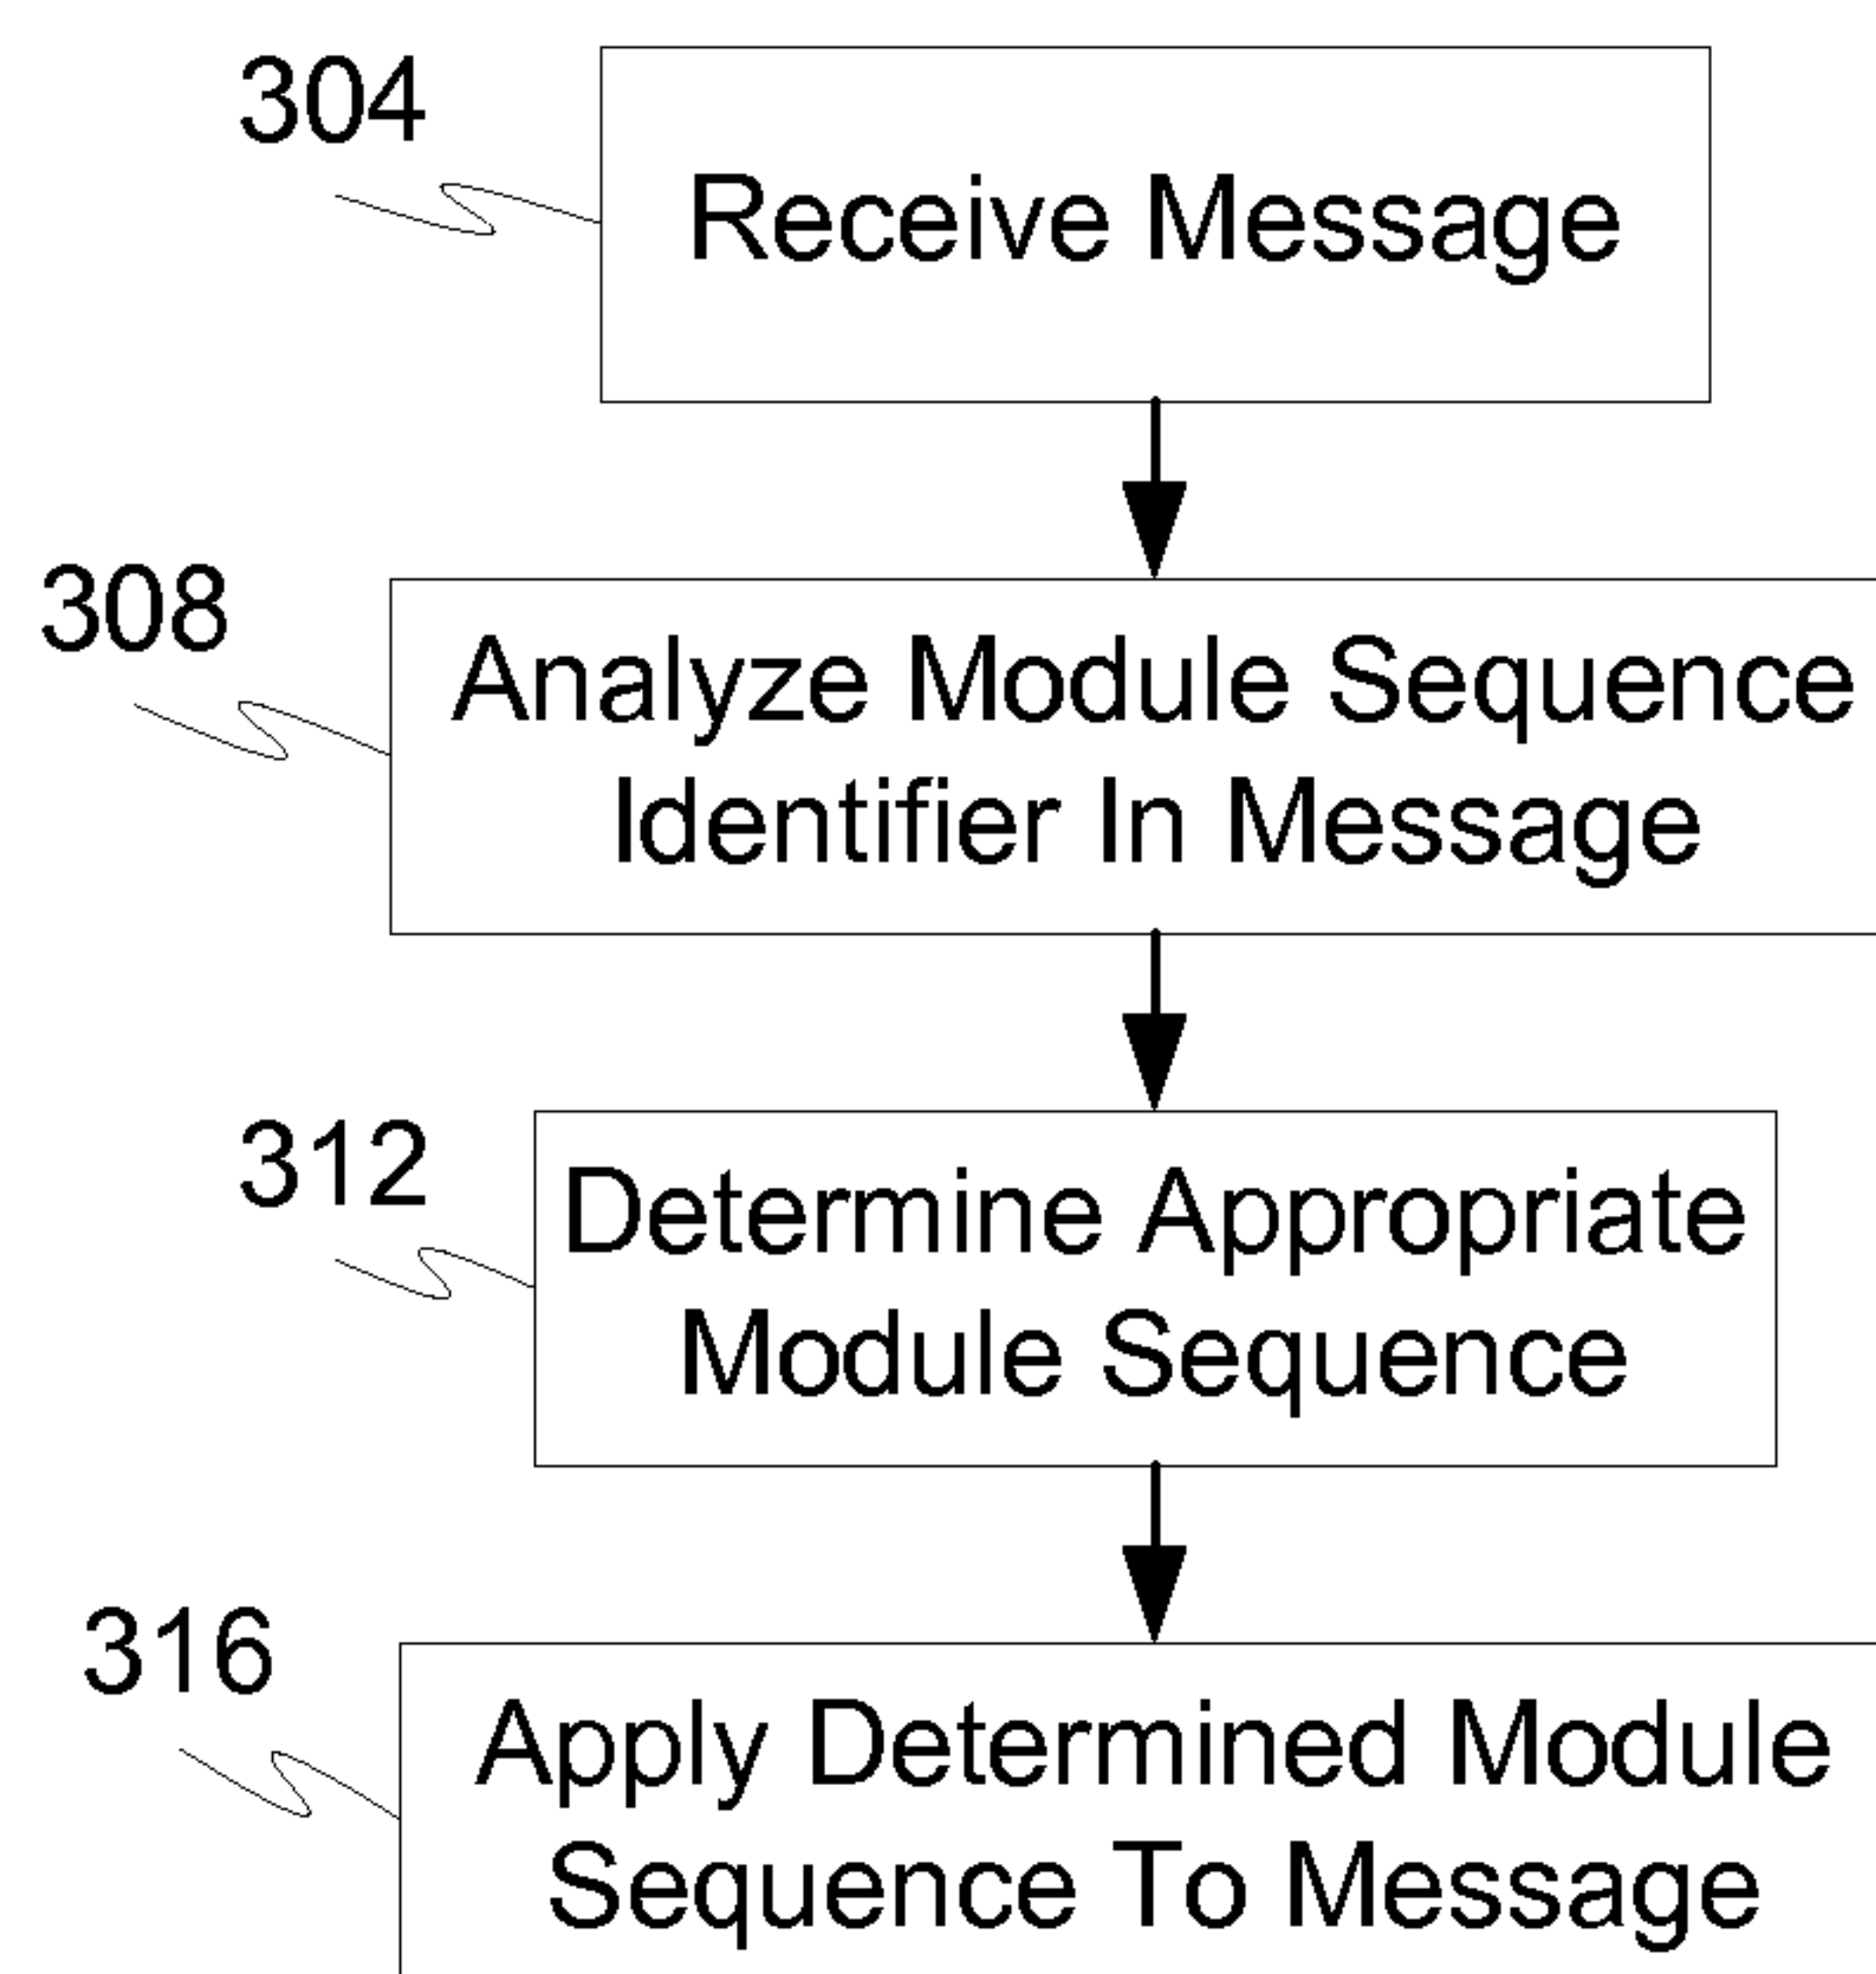 304
Receive Message
308
Analyze Module Sequence
Identifier In Message
312
Determine Appropriate
Module Sequence
316
Apply Determined Module
Sequence To Message